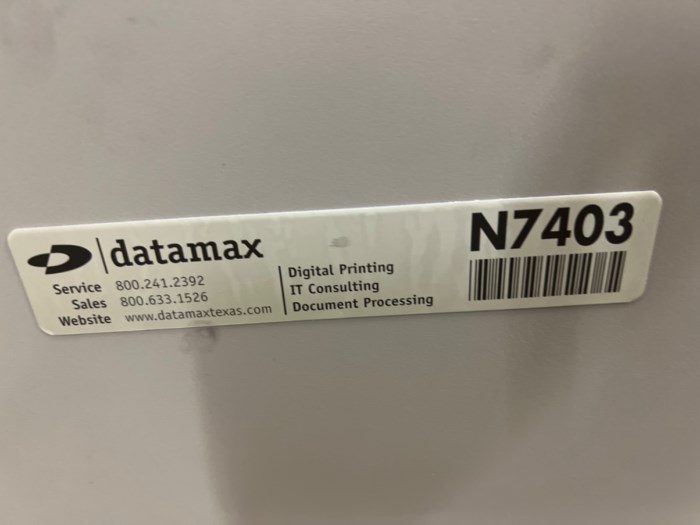 datamax
Service 800.241.2392
Sales 800.633.1526
Website www.datamaxtexas.com
Digital Printing
IT Consulting
Document Processing
N7403